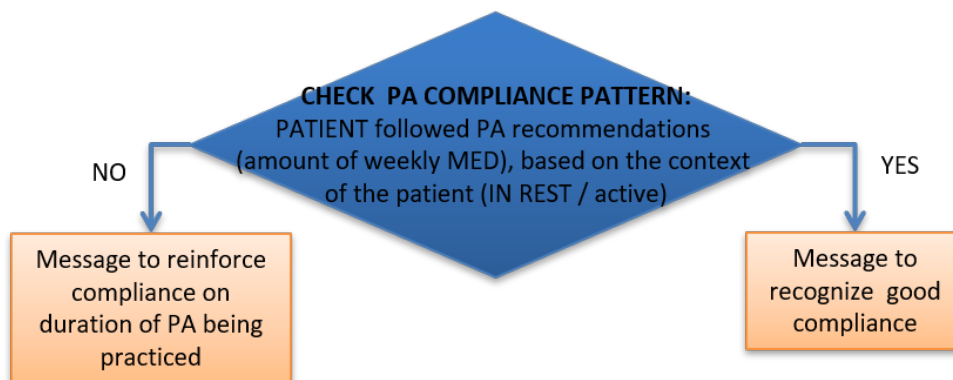 CHECK PA COMPLIANCE PATTERN:
PATIENT followed PA recommendations
(amount of weekly MED), based on the context
of the patient (IN REST / active)
NO
YES
Message to reinforce
compliance on
duration of PA being
practiced
Message to
recognize good
compliance